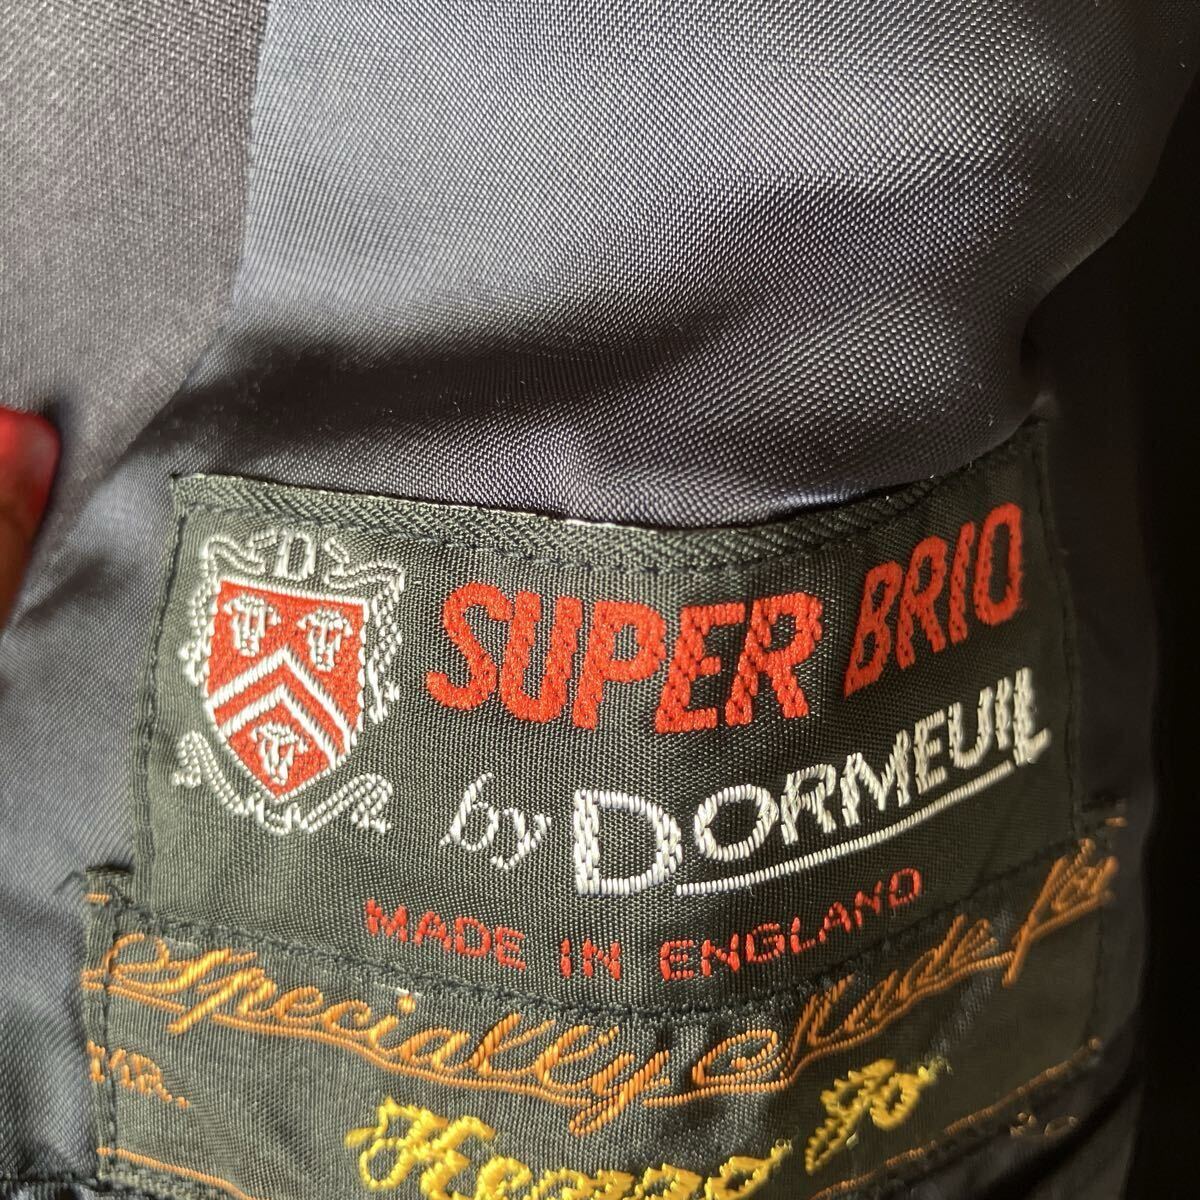 D
SUPER BRIO
by DORMEUIL
MADE IN ENGLAND
Specially Made for